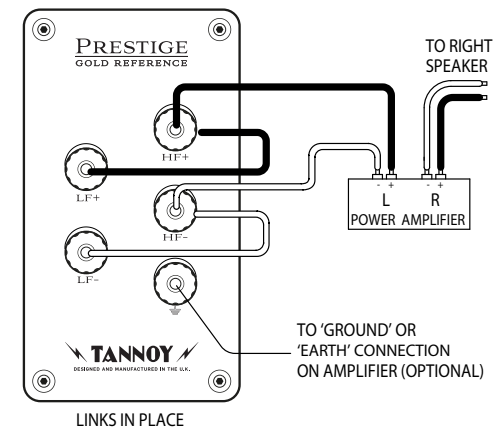 PRESTIGE
GOLD REFERENCE
TO RIGHT
SPEAKER
HF+
LF+
HF-
LF-
- + - +
L R
POWER AMPLIFIER
TANNOY
DESIGNED AND MANUFACTURED IN THE U.K.
TO 'GROUND' OR
'EARTH' CONNECTION
ON AMPLIFIER (OPTIONAL)
LINKS IN PLACE